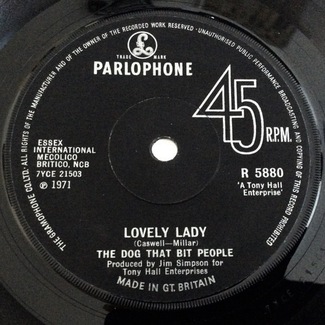 THE GRAMOPHONE CO.LTD. · ALL RIGHTS OF THE MANUFACTURER AND OF THE OWNER OF THE RECORDED WORK RESERVED · UNAUTHORISED PUBLIC PERFORMANCE BROADCASTING AND COPYING OF THIS RECORD PROHIBITED
TRADE MARK
PARLOPHONE
45
R.P.M.
ESSEX
INTERNATIONAL
MECOLICO
BRITICO, NCB
7YCE 21503
℗ 1971
R 5880
'A Tony Hall
Enterprise'
LOVELY LADY
(Caswell—Millar)
THE DOG THAT BIT PEOPLE
Produced by Jim Simpson for
Tony Hall Enterprises
MADE IN GT. BRITAIN